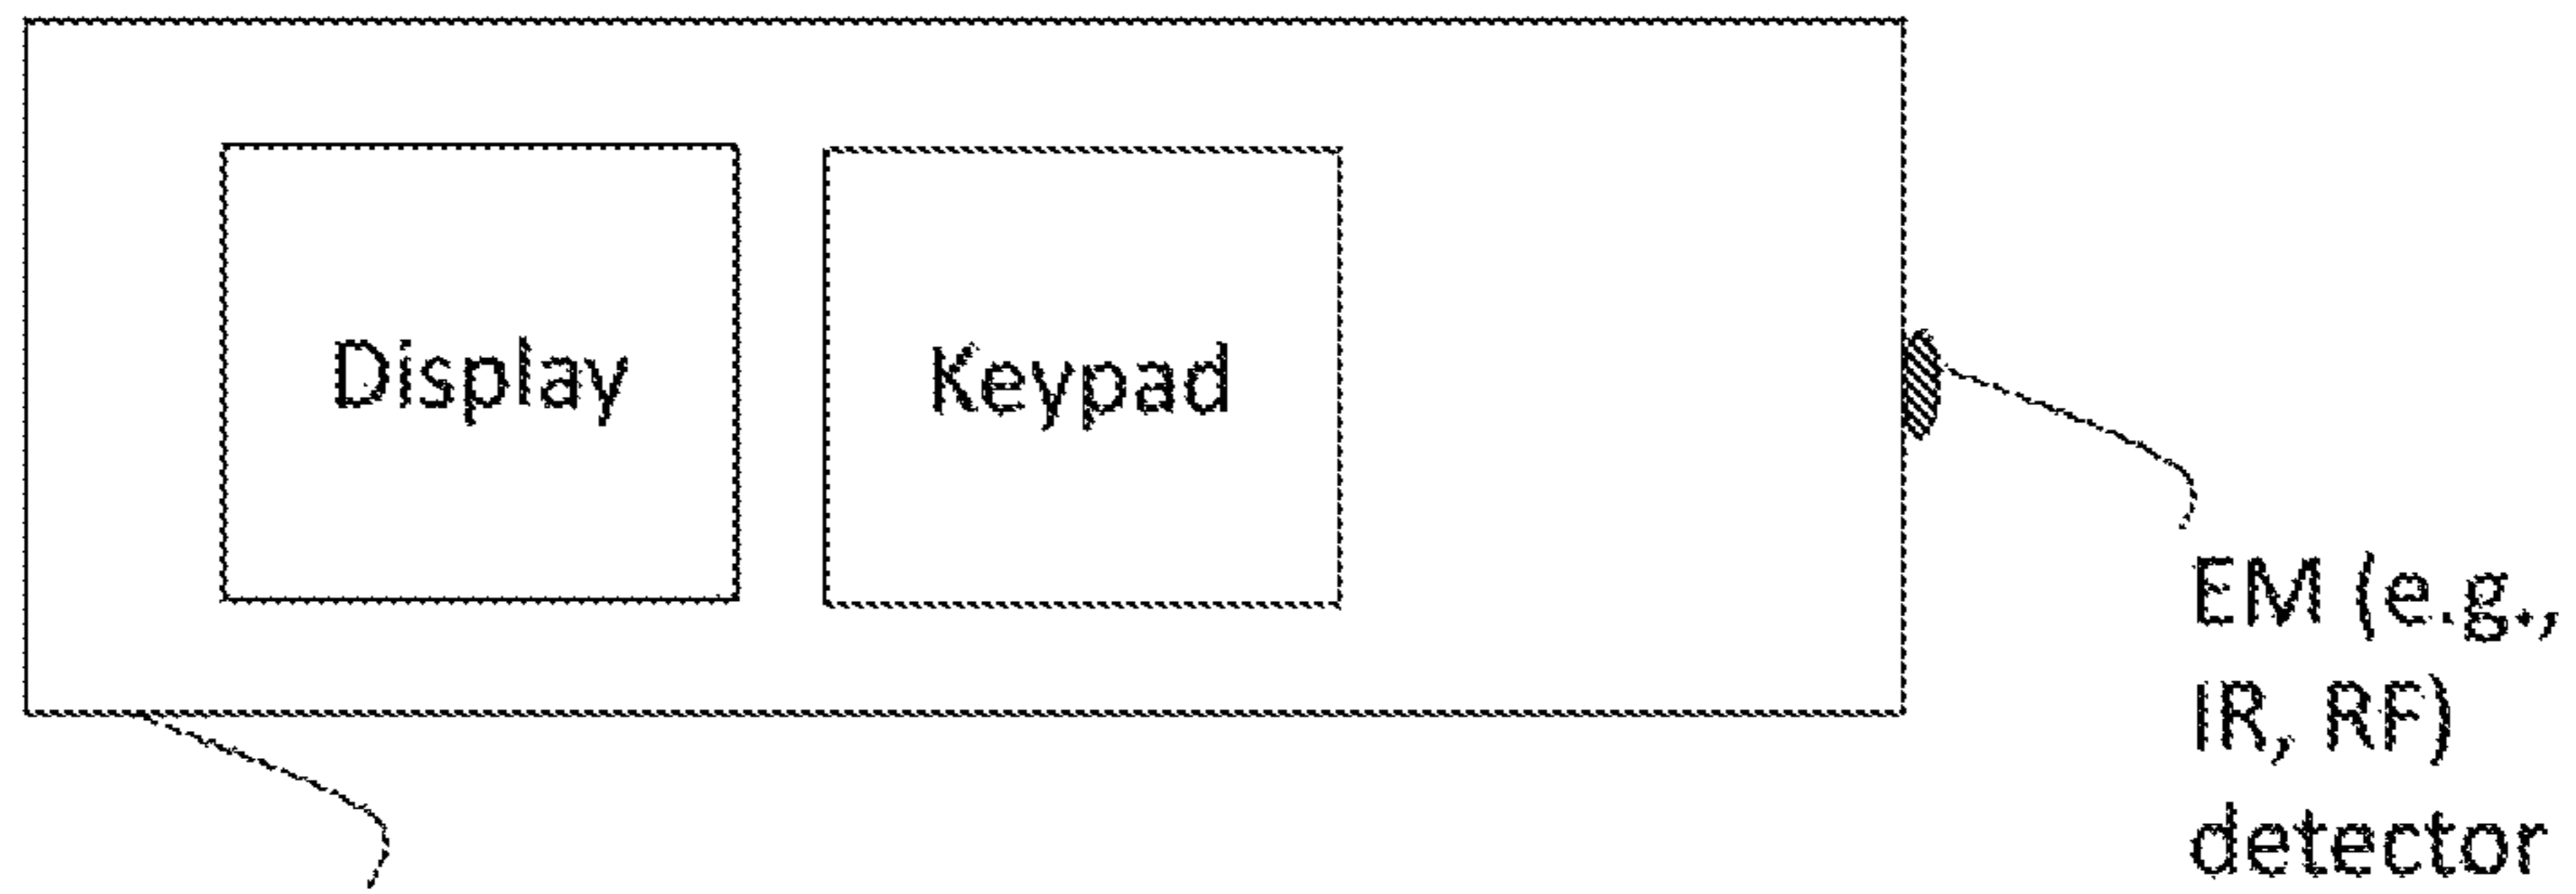 Display
Keypad
EM (e.g.,
IR, RF)
detector